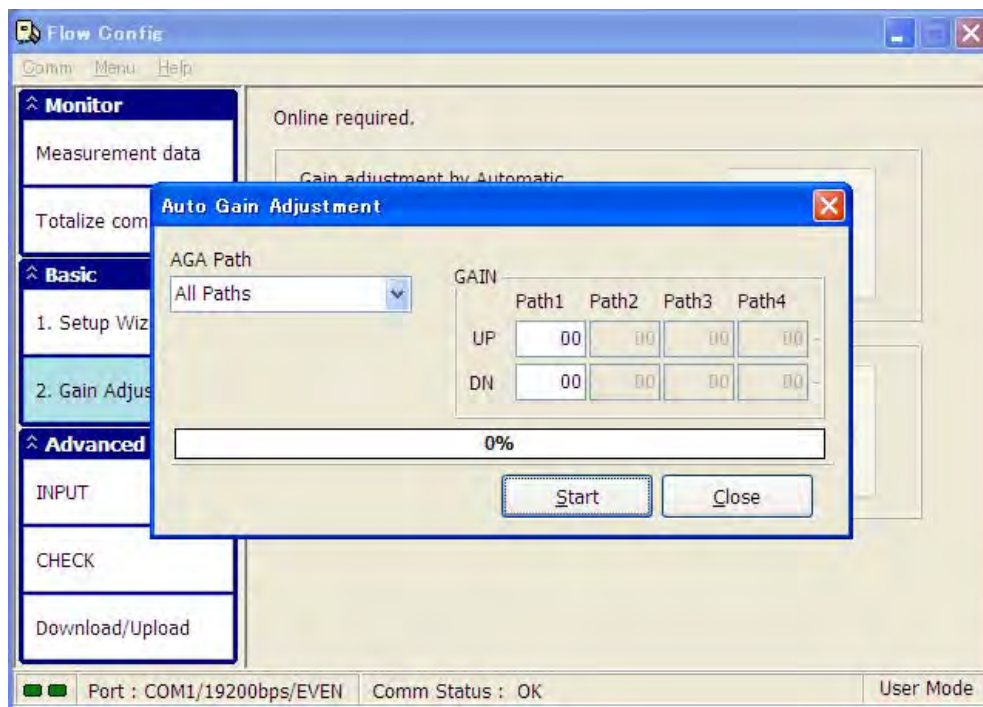 Flow Config
Comm Menu Help
Monitor
Measurement data
Totalize com
Basic
1. Setup Wiz
2. Gain Adjus
Advanced
INPUT
CHECK
Download/Upload
Online required.
Gain adjustment by Automatic
Auto Gain Adjustment
AGA Path
All Paths
GAIN
Path1 Path2 Path3 Path4
UP 00 00 00 00 -
DN 00 00 00 00 -
0%
Start Close
Port : COM1/19200bps/EVEN Comm Status : OK User Mode